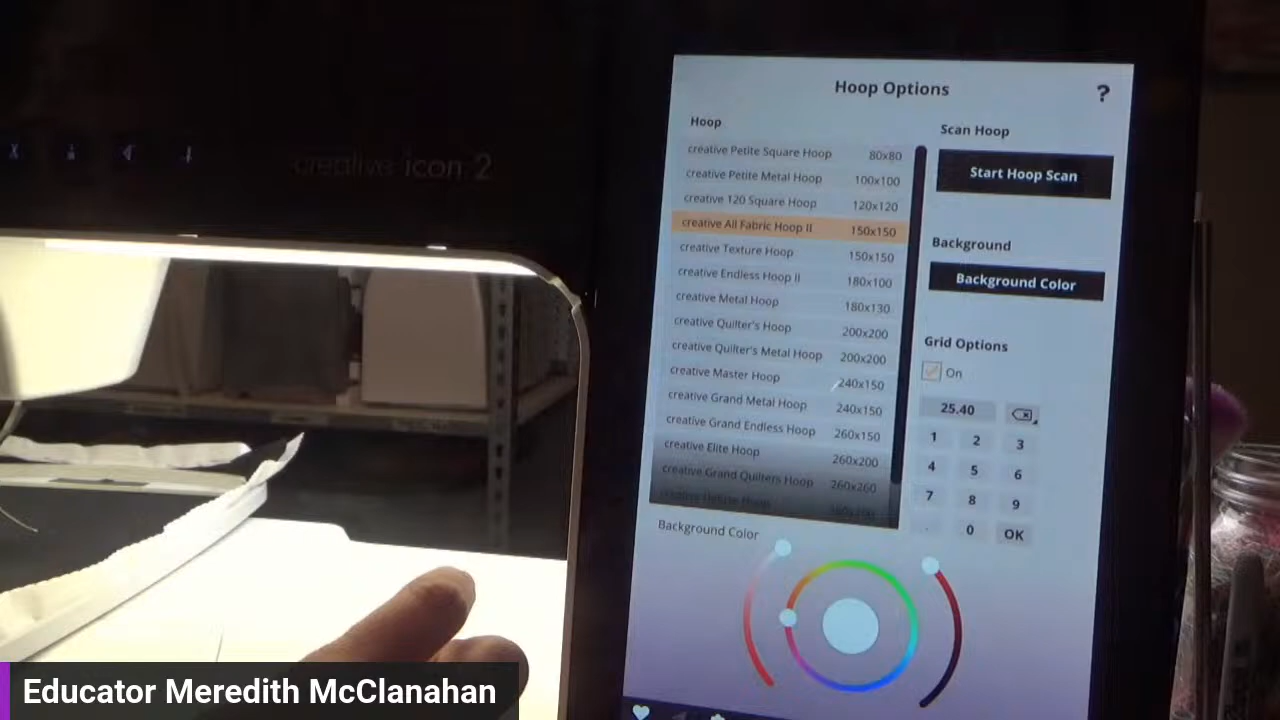 creative icon 2
Hoop Options
?
Hoop
creative Petite Square Hoop 80x80
creative Petite Metal Hoop 100x100
creative 120 Square Hoop 120x120
creative All Fabric Hoop II 150x150
creative Texture Hoop 150x150
creative Endless Hoop II 180x100
creative Metal Hoop 180x130
creative Quilter's Hoop 200x200
creative Quilter's Metal Hoop 200x200
creative Master Hoop 240x150
creative Grand Metal Hoop 240x150
creative Grand Endless Hoop 260x150
creative Elite Hoop 260x200
creative Grand Quilters Hoop 260x260
Scan Hoop
Start Hoop Scan
Background
Background Color
Grid Options
On
25.40
1 2 3
4 5 6
7 8 9
. 0 OK
Background Color
Educator Meredith McClanahan